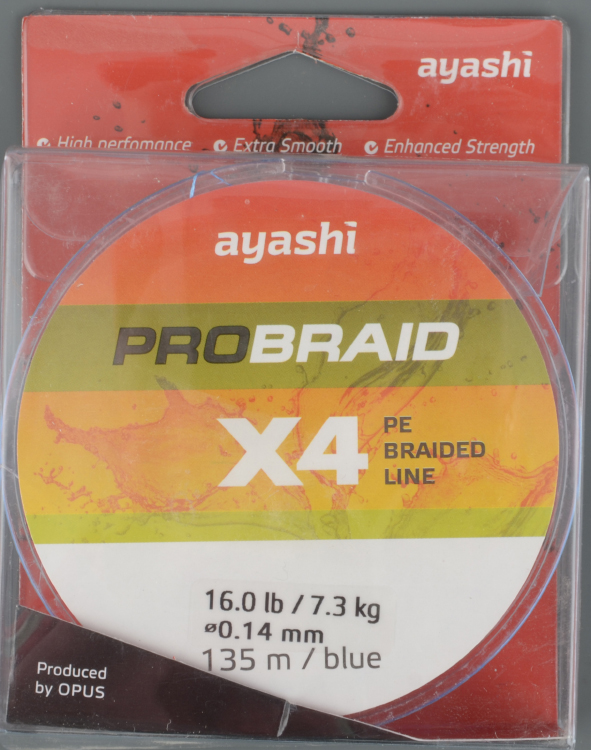 ayashi
High perfomance Extra Smooth Enhanced Strength
ayashi
PROBRAID
X4
PE
BRAIDED
LINE
16.0 lb / 7.3 kg
ø0.14 mm
135 m / blue
Produced
by OPUS